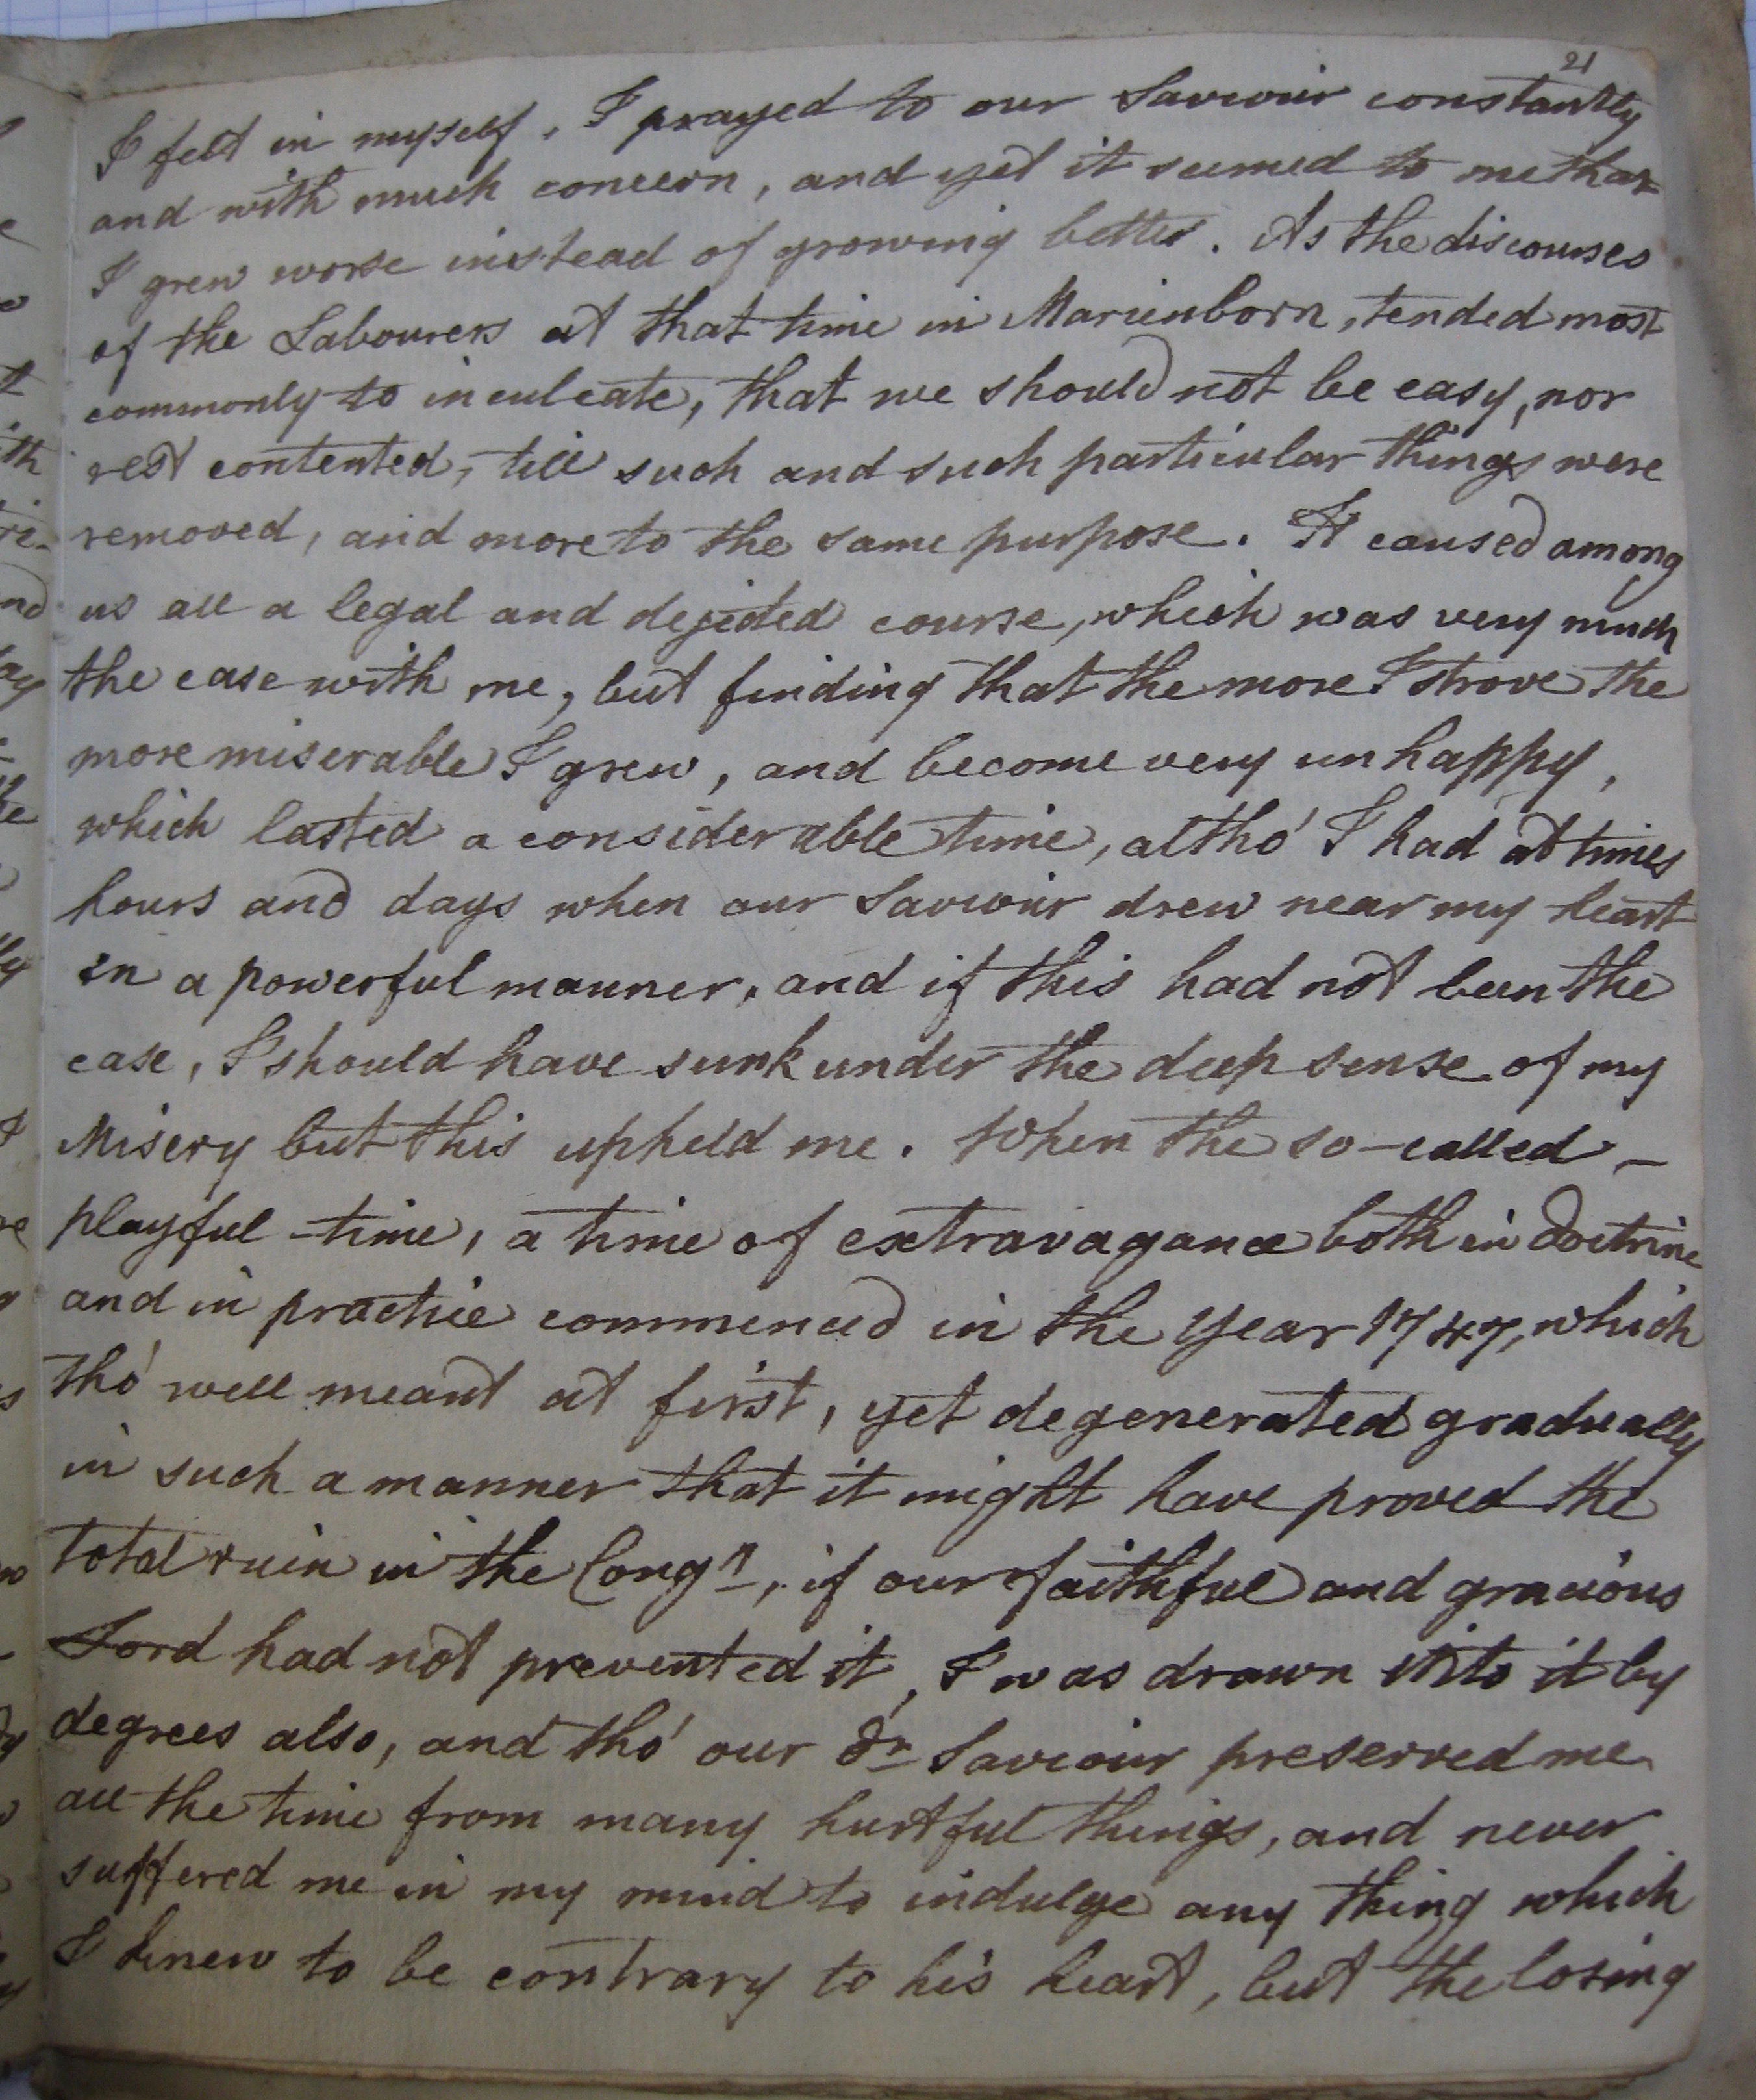 21
I felt in myself, I prayed to our Saviour constantly
and with much concern, and yet it seemed to me that
I grew worse instead of growing better. As the discourses
of the Labourers at that time in Marienborn, tended most
commonly to inculcate, that we should not be easy, nor
rest contented, till such and such particular things were
removed, and more to the same purpose. It caused among
us all a legal and dejected course, which was very much
the case with me, but finding that the more I strove the
more miserable I grew, and become very unhappy,
which lasted a considerable time, altho' I had at times
hours and days when our Saviour drew near my heart
in a powerful manner, and if this had not been the
case, I should have sunk under the deep sense of my
Misery but this upheld me. When the so-called-
playful-time, a time of extravagance both in doctrine
and in practice commenced in the Year 1747, which
tho' well meant at first, yet degenerated gradually
in such a manner that it might have proved the
total ruin in the Congn, if our faithful and gracious
Lord had not prevented it, I was drawn into it by
degrees also, and tho' our dr Saviour preserved me
all the time from many hurtful things, and never
suffered me in my mind to indulge any thing which
I knew to be contrary to his heart, but the losing